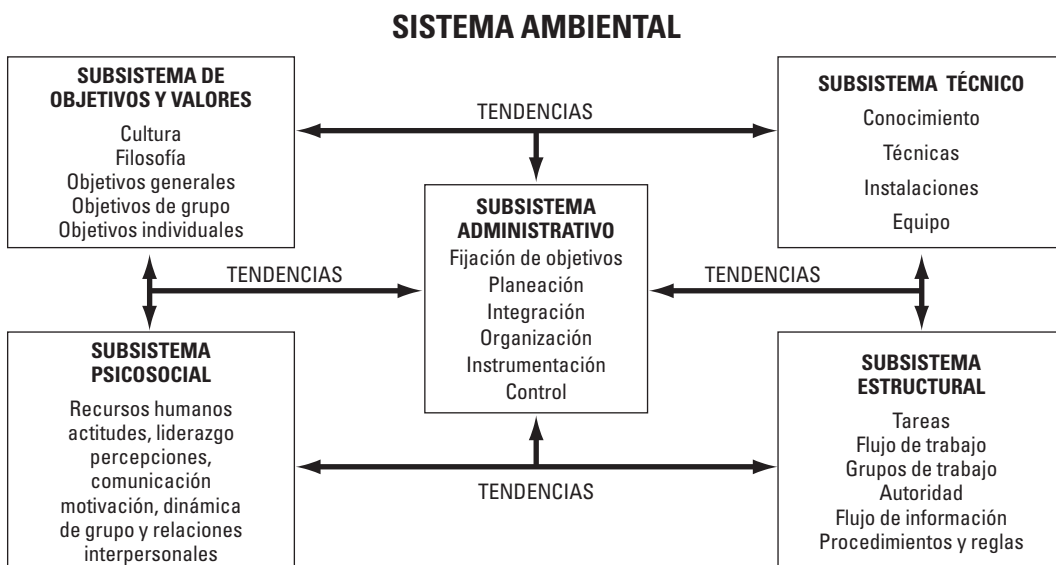 SISTEMA AMBIENTAL
SUBSISTEMA DE
OBJETIVOS Y VALORES
Cultura
Filosofía
Objetivos generales
Objetivos de grupo
Objetivos individuales
TENDENCIAS
SUBSISTEMA TÉCNICO
Conocimiento
Técnicas
Instalaciones
Equipo
TENDENCIAS
SUBSISTEMA
ADMINISTRATIVO
Fijación de objetivos
Planeación
Integración
Organización
Instrumentación
Control
TENDENCIAS
SUBSISTEMA
PSICOSOCIAL
Recursos humanos
actitudes, liderazgo
percepciones,
comunicación
motivación, dinámica
de grupo y relaciones
interpersonales
TENDENCIAS
SUBSISTEMA
ESTRUCTURAL
Tareas
Flujo de trabajo
Grupos de trabajo
Autoridad
Flujo de información
Procedimientos y reglas